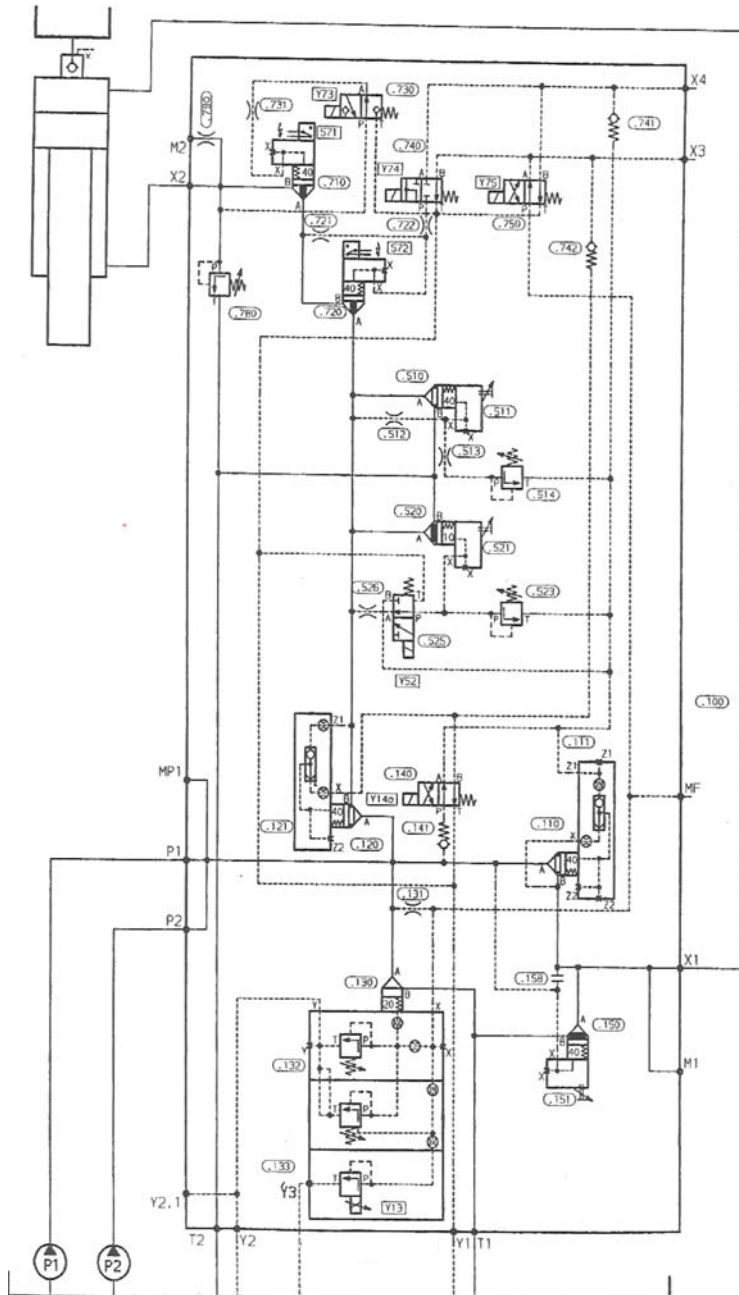 Y73
A
.730
X4
.790
.731
P
T
.741
S71
.740
M2
X
X
40
X3
X2
B
.710
Y74
A
B
Y75
A
B
A
.721
P
T
.722
.750
P
T
S72
.742
P
X
T
40
X
.780
B
.720
A
.510
A
40
B
X
.511
.512
X
.513
P
T
.514
.520
B
A
10
.521
X
X
.526
B
T
.523
A
P
P
T
.525
Y52
.100
Z1
.111
Z1
MP1
.140
A
B
MF
X
Y14a
P
T
.110
B
40
.121
.120
A
.141
X
Z2
A
40
P1
B
Z2
Z2
.131
P2
A
X1
.130
B
.158
20
Y
X
A
.150
B
T
P
Y
X
X
40
.132
X
M1
.151
T
P
.133
T
P
Y2.1
Y3
Y13
T2
Y2
Y1
T1
P1
P2